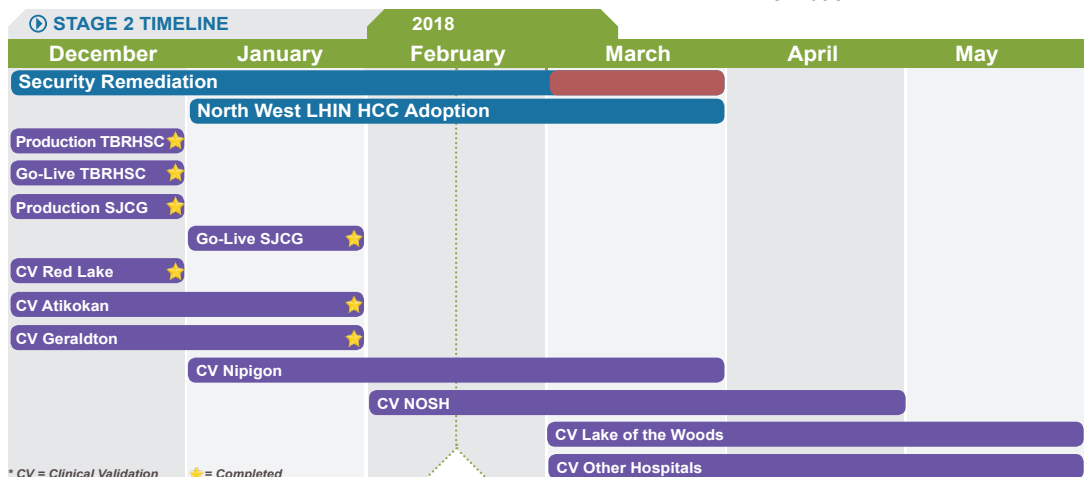 STAGE 2 TIMELINE 2018
December January February March April May
Security Remediation
North West LHIN HCC Adoption
Production TBRHSC
Go-Live TBRHSC
Production SJCG
Go-Live SJCG
CV Red Lake
CV Atikokan
CV Geraldton
CV Nipigon
CV NOSH
CV Lake of the Woods
CV Other Hospitals
* CV = Clinical Validation = Completed